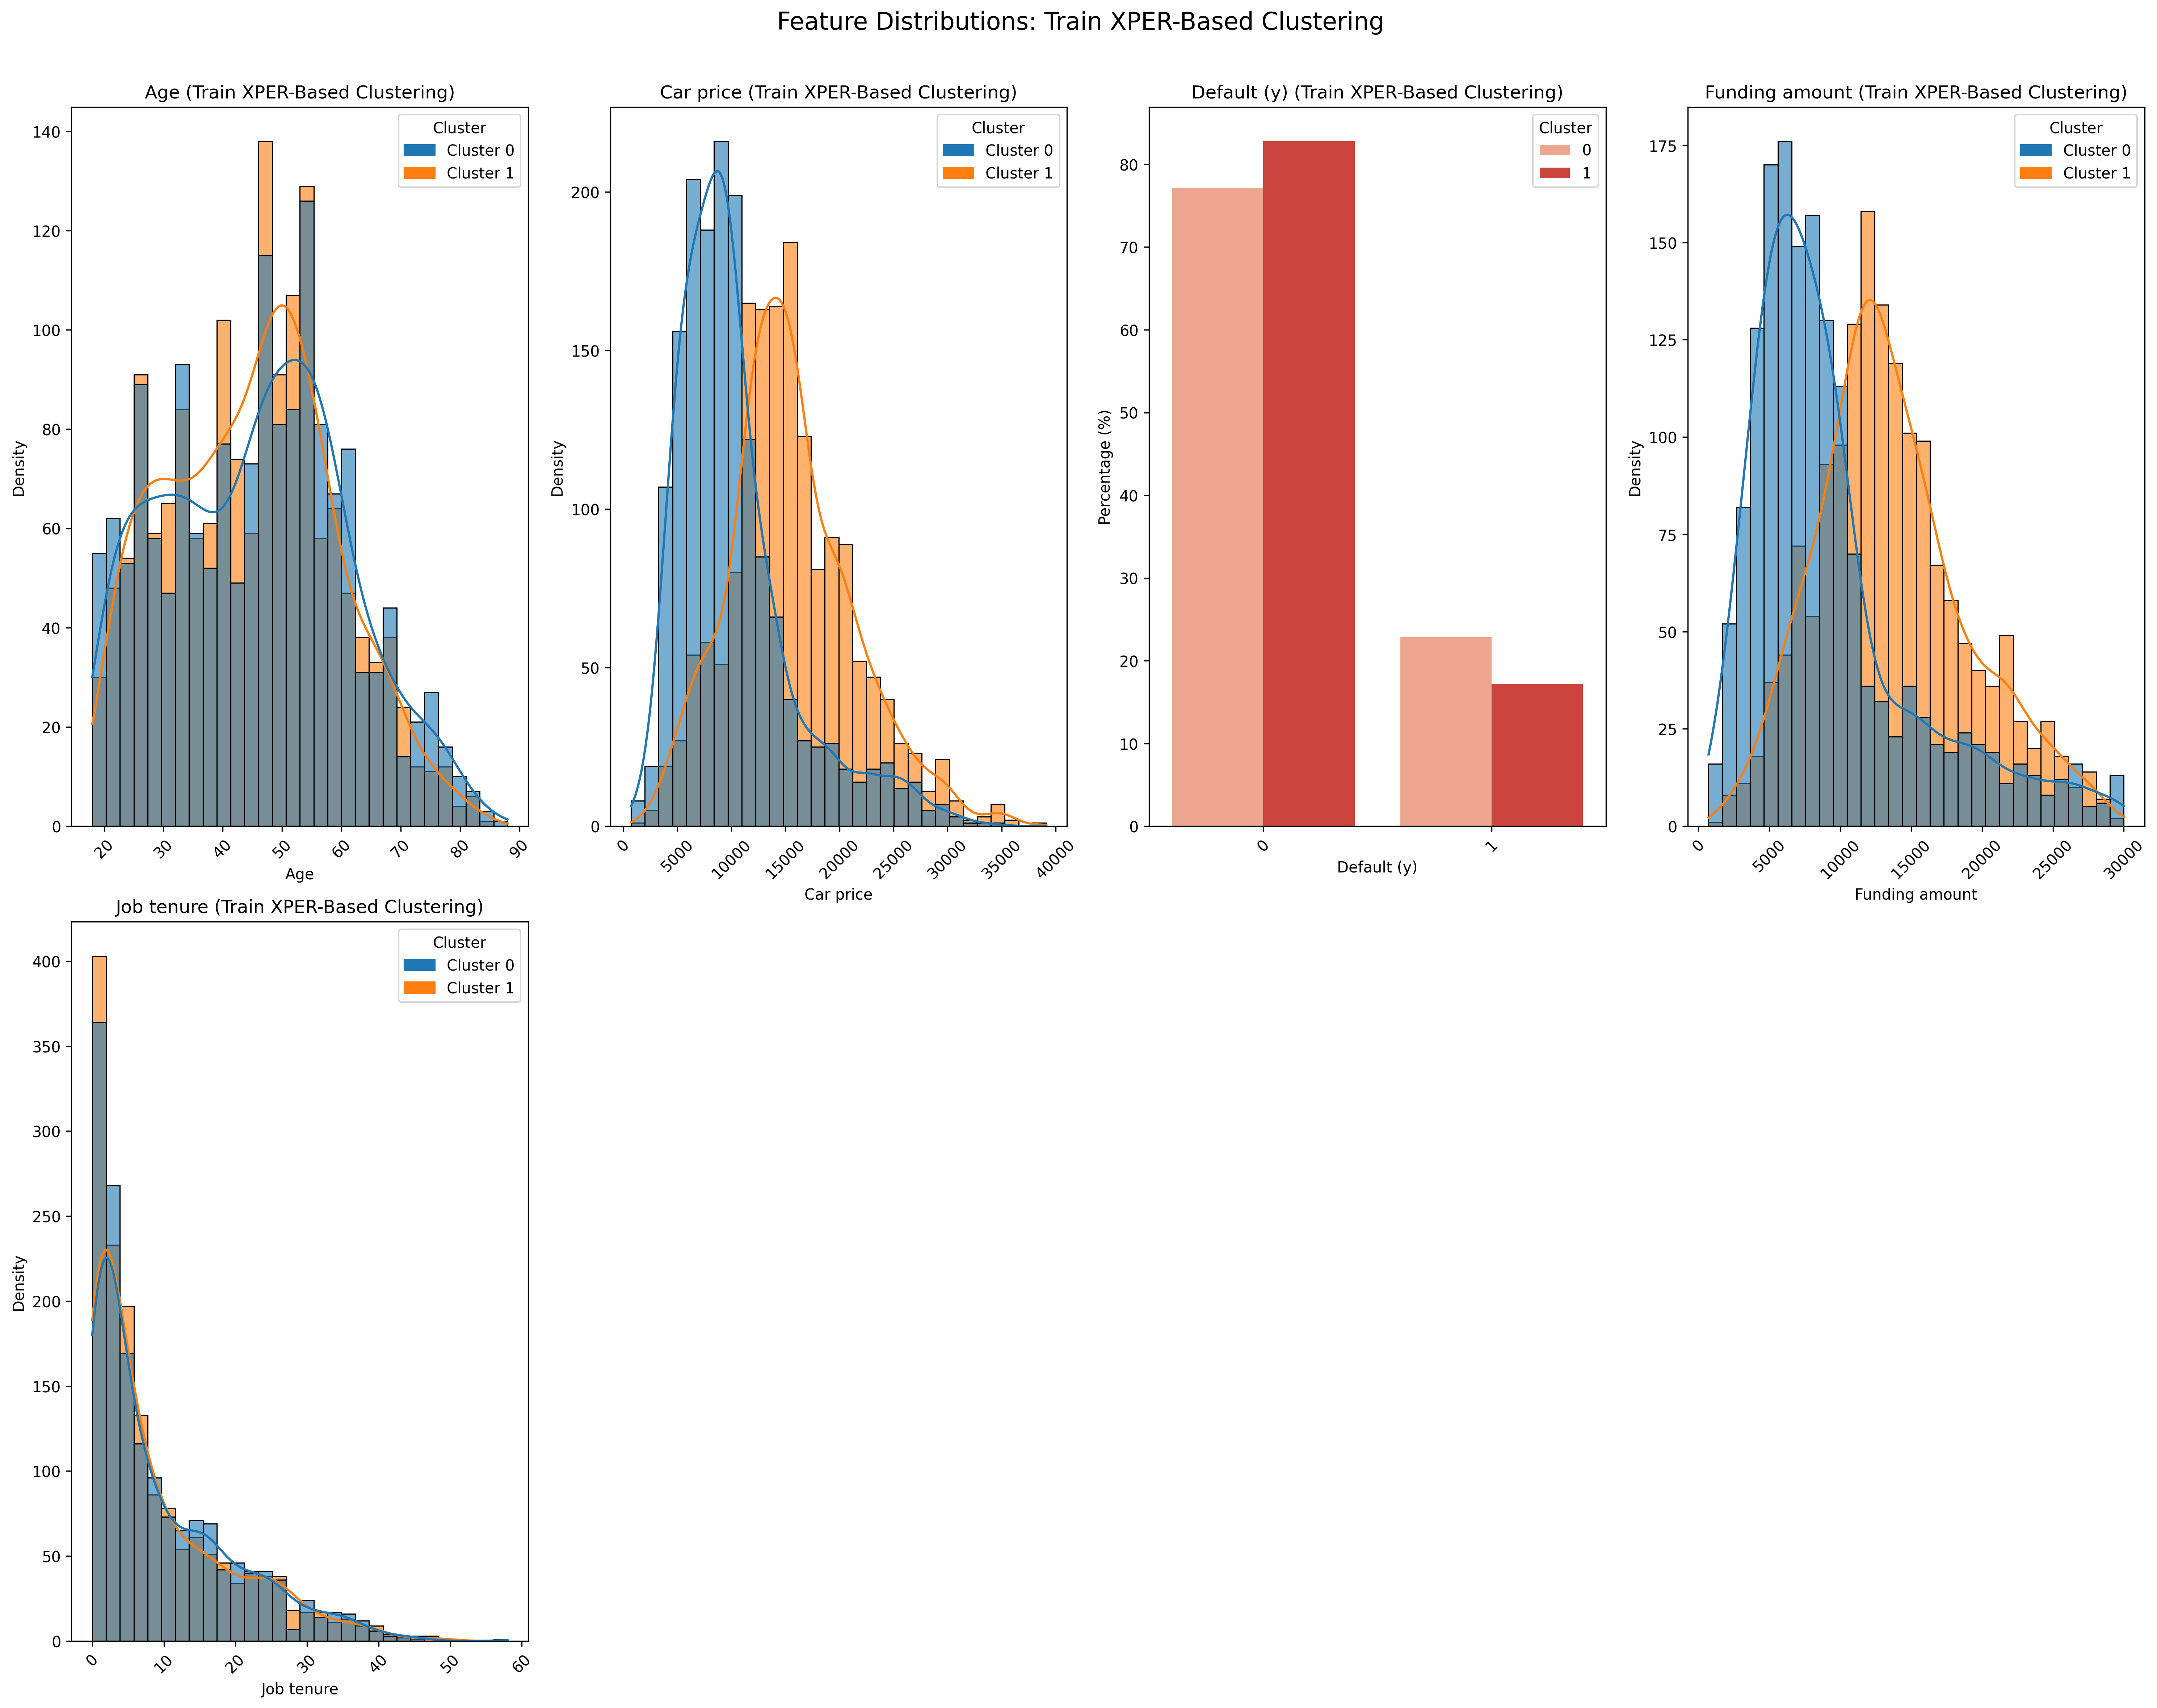 Feature Distributions: Train XPER-Based Clustering
Age (Train XPER-Based Clustering)
Density
140
120
100
80
60
40
20
0
20 30 40 50 60 70 80 90
Age
Cluster
Cluster 0
Cluster 1
Car price (Train XPER-Based Clustering)
Density
200
150
100
50
0
0 5000 10000 15000 20000 25000 30000 35000 40000
Car price
Cluster
Cluster 0
Cluster 1
Default (y) (Train XPER-Based Clustering)
Percentage (%)
80
70
60
50
40
30
20
10
0
0 1
Default (y)
Cluster
0
1
Funding amount (Train XPER-Based Clustering)
Density
175
150
125
100
75
50
25
0
0 5000 10000 15000 20000 25000 30000
Funding amount
Cluster
Cluster 0
Cluster 1
Job tenure (Train XPER-Based Clustering)
Density
400
350
300
250
200
150
100
50
0
0 10 20 30 40 50 60
Job tenure
Cluster
Cluster 0
Cluster 1